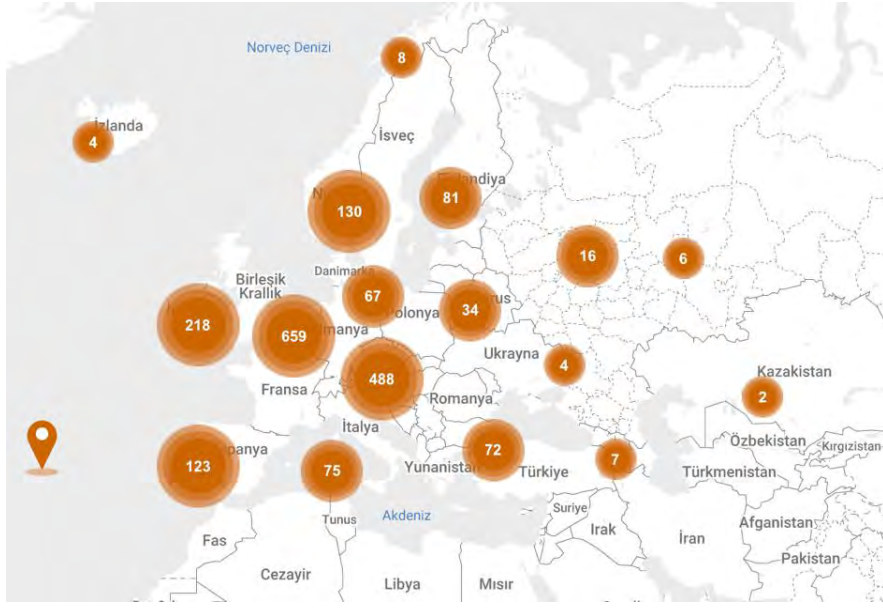 Norveç Denizi
8
İzlanda
4
İsveç
81
130
16
6
Danimarka
67
Birleşik
Krallık
34
218
659
Polonya
Ukrayna
4
488
Fransa
Kazakistan
2
Romanya
İtalya
Özbekistan
Kırgızistan
72
123
75
Yunanistan
Türkiye
7
Türkmenistan
Suriye
Tunus
Akdeniz
Afganistan
Fas
Irak
İran
Pakistan
Cezayir
Libya
Mısır